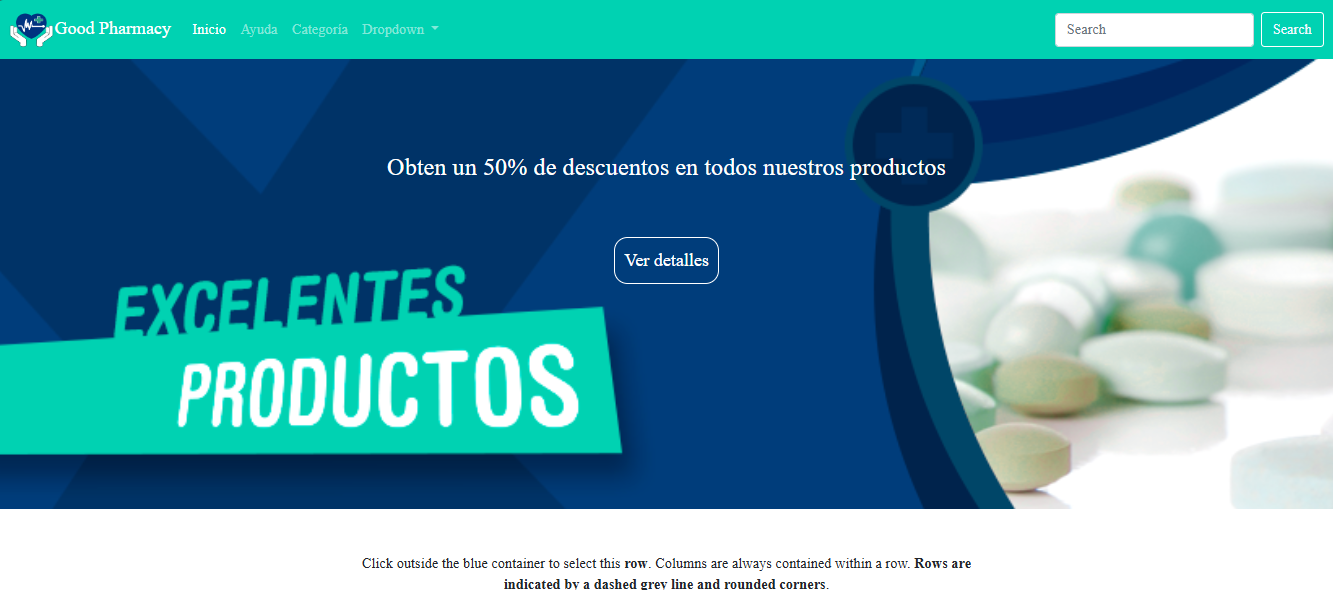 Good Pharmacy Inicio Ayuda Categoría Dropdown Search Search
Obten un 50% de descuentos en todos nuestros productos
Ver detalles
EXCELENTES
PRODUCTOS
Click outside the blue container to select this row. Columns are always contained within a row. Rows are
indicated by a dashed grey line and rounded corners.